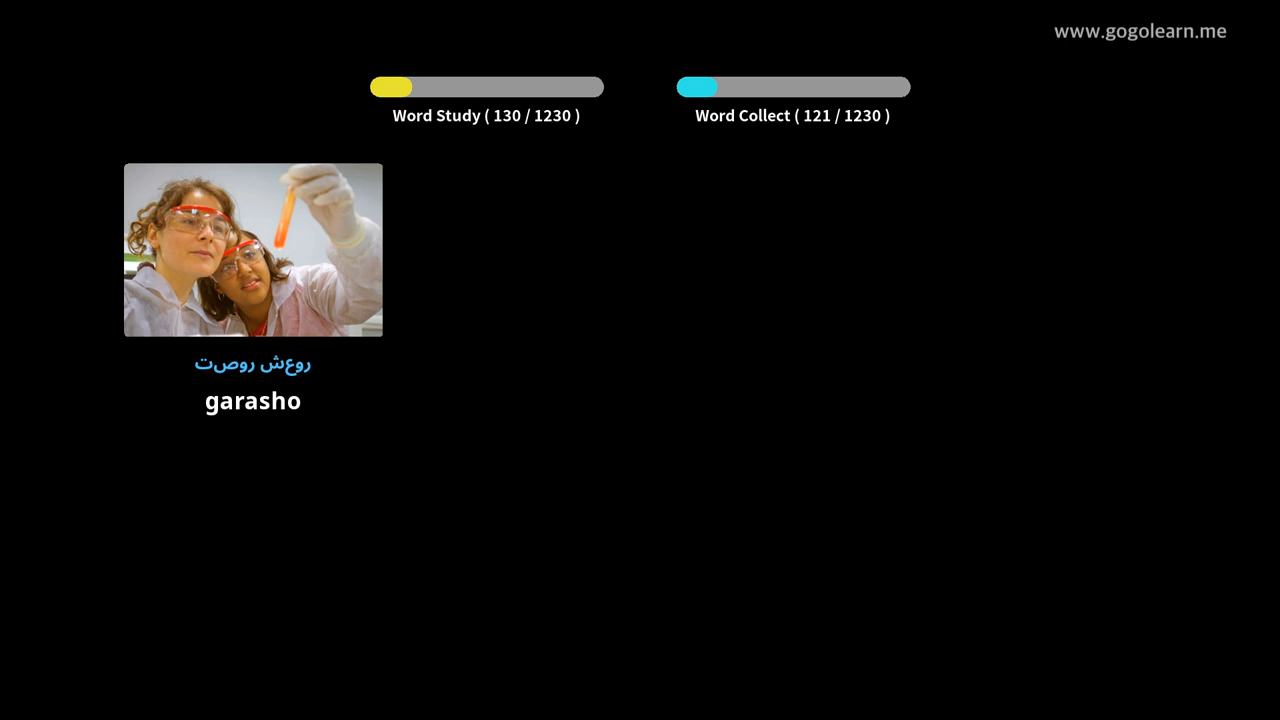 www.gogolearn.me
Word Study ( 130 / 1230 )
Word Collect ( 121 / 1230 )
روعش روصت
garasho